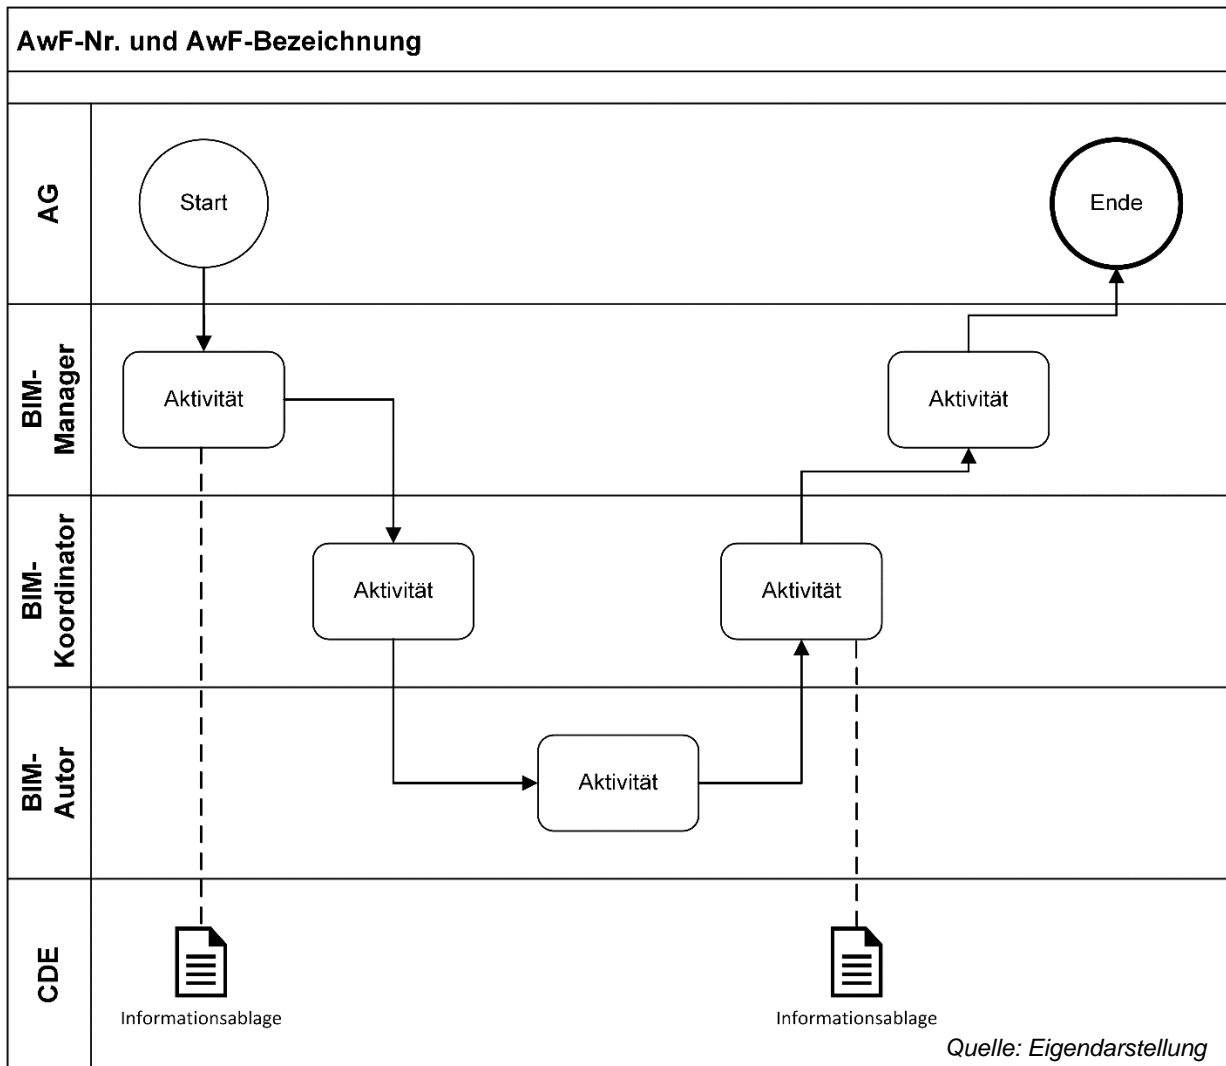 AwF-Nr. und AwF-Bezeichnung
AG
Start
Ende
BIM-
Manager
Aktivität
Aktivität
BIM-
Koordinator
Aktivität
Aktivität
BIM-
Autor
Aktivität
CDE
Informationsablage
Informationsablage
Quelle: Eigendarstellung